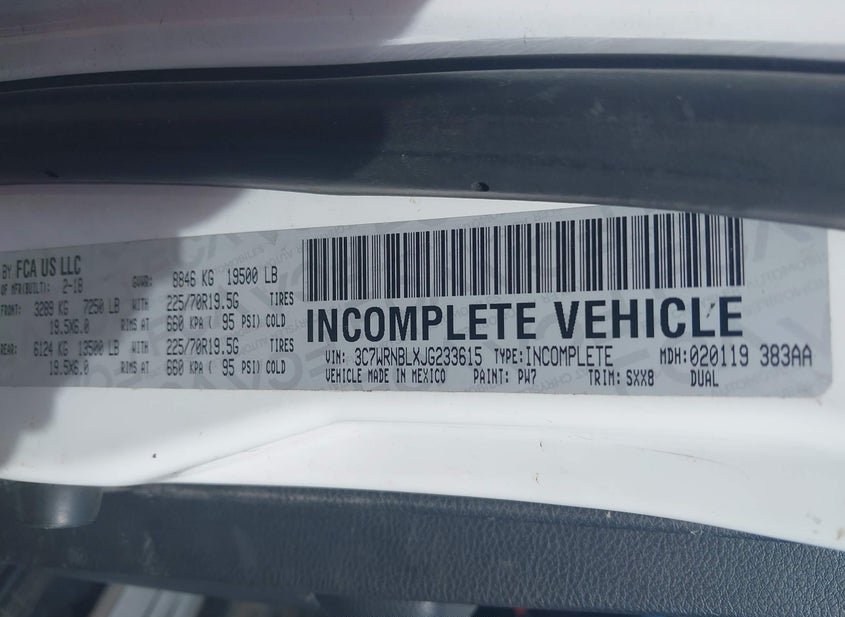 BY FCA US LLC
OF MFR(BUILT): 2-18 GVWR: 8846 KG 19500 LB
FRONT: 3289 KG 7250 LB WITH 225/70R19.5G TIRES
19.5X6.0 RIMS AT 660 KPA ( 95 PSI) COLD
REAR: 6124 KG 13500 LB WITH 225/70R19.5G TIRES
19.5X6.0 RIMS AT 660 KPA ( 95 PSI) COLD
INCOMPLETE VEHICLE
VIN: 3C7WRNBLXJG233615 TYPE: INCOMPLETE MDH: 020119 383AA
VEHICLE MADE IN MEXICO PAINT: PW7 TRIM: SXX8 DUAL